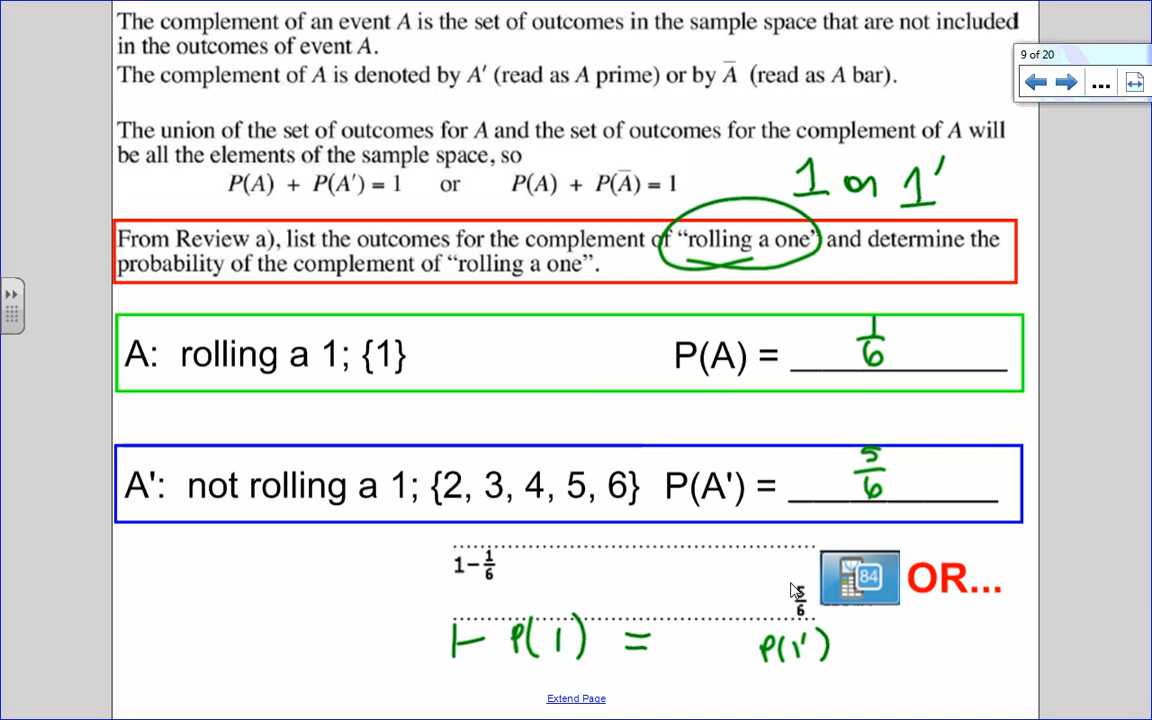 The complement of an event A is the set of outcomes in the sample space that are not included
in the outcomes of event A.
The complement of A is denoted by A′ (read as A prime) or by A̅ (read as A bar).
9 of 20
...
The union of the set of outcomes for A and the set of outcomes for the complement of A will
be all the elements of the sample space, so
P(A) + P(A′) = 1 or P(A) + P(A̅) = 1
1 or 1′
From Review a), list the outcomes for the complement of “rolling a one” and determine the
probability of the complement of “rolling a one”.
A: rolling a 1; {1} P(A) = 1/6
A': not rolling a 1; {2, 3, 4, 5, 6} P(A') = 5/6
1−1/6
5/6
84 OR...
1- P(1) = P(1')
Extend Page